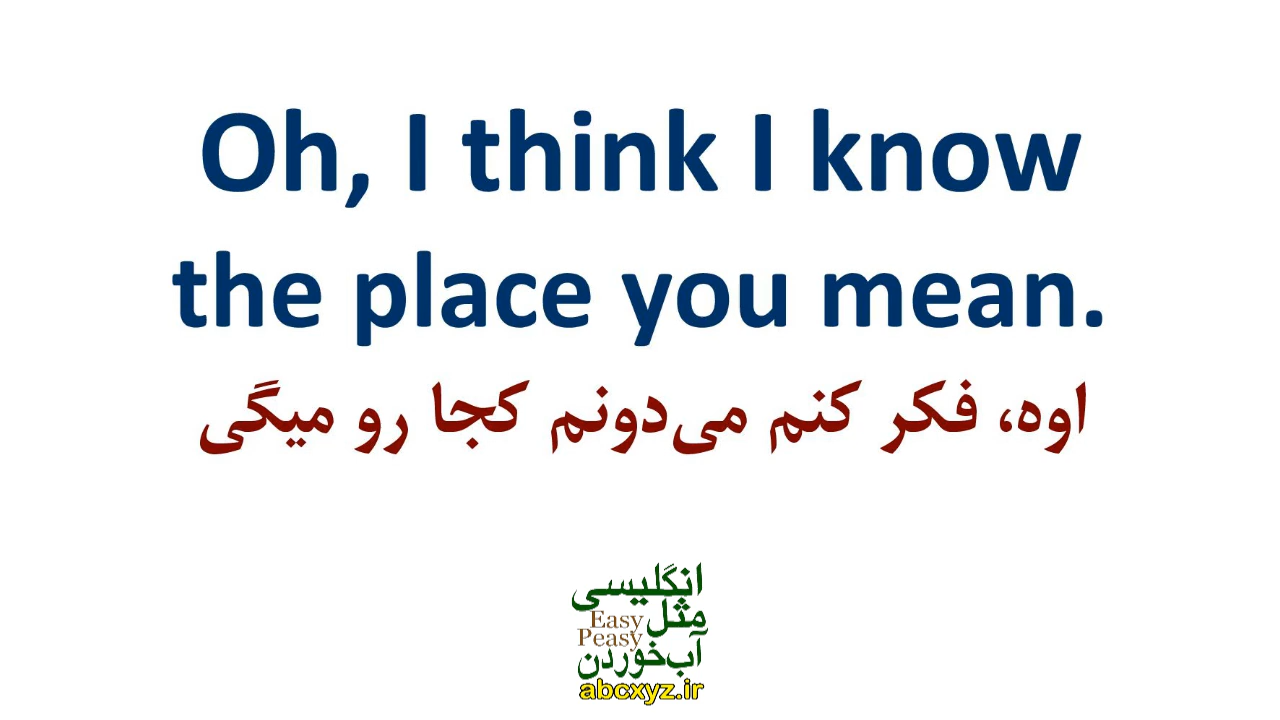 Oh, I think I know
the place you mean.
اوه، فکر کنم می‌دونم کجا رو میگی
انگلیسی
مثل
Easy
Peasy
آب‌خوردن
abcxyz.ir